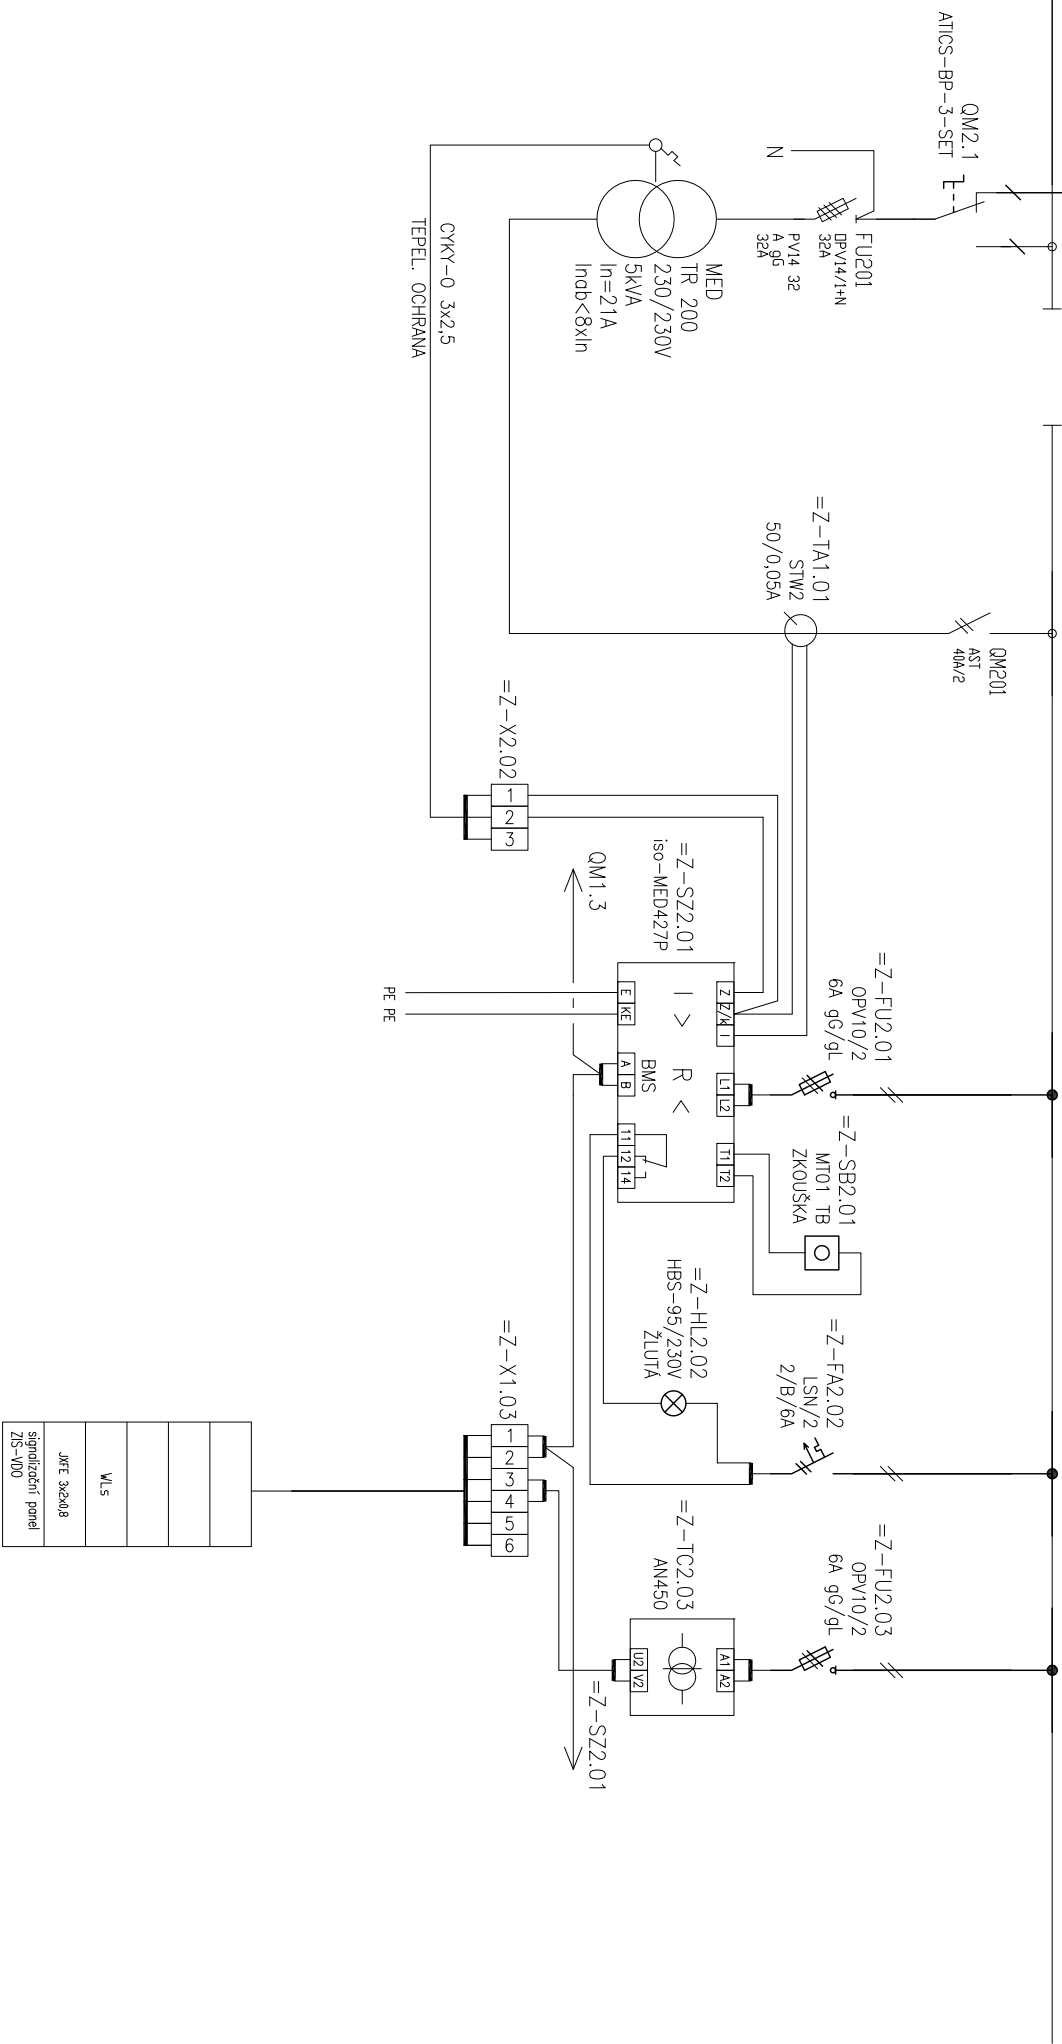 QM2.1
ATICS-BP-3-SET
FU201
OPV14/1+N
32A
PV14 32
A gG
32A
N
MED
TR 200
230/230V
5kVA
In=21A
Inab<8xIn
CYKY-O 3x2,5
TEPEL. OCHRANA
QM201
AST
40A/2
=Z-TA1.01
STW2
50/0,05A
=Z-X2.02
1
2
3
=Z-FU2.01
OPV10/2
6A gG/gL
=Z-SB2.01
MT01 TB
ZKOUŠKA
=Z-SZ2.01
iso-MED427P
Z
Z/k
I
L1
L2
T1
T2
I > R <
BMS
E
KE
A
B
11
12
14
QM1.3
PE PE
=Z-FA2.02
LSN/2
2/B/6A
=Z-HL2.02
HBS-95/230V
ŽLUTÁ
=Z-X1.03
1
2
3
4
5
6
=Z-FU2.03
OPV10/2
6A gG/gL
=Z-TC2.03
AN450
A1
A2
U2
V2
=Z-SZ2.01
WLs
JXFE 3x2x0,8
signalizační panel
ZIS-VDO